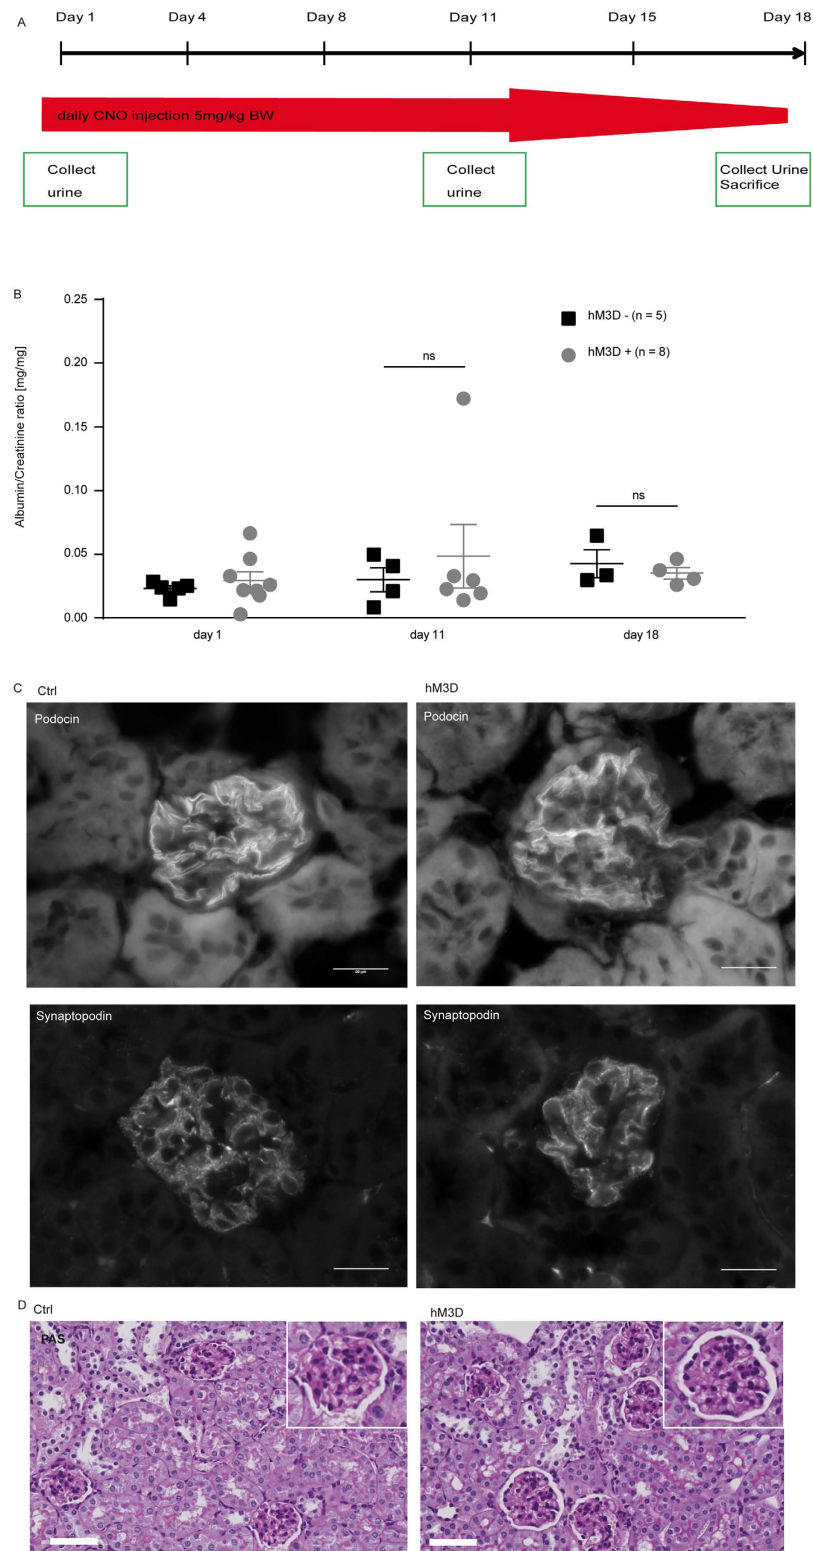 A
Day 1 Day 4 Day 8 Day 11 Day 15 Day 18
daily CNO injection 5mg/kg BW
Collect
urine
Collect
urine
Collect Urine
Sacrifice
B
Albumin/Creatinine ratio [mg/mg]
0.25
0.20
0.15
0.10
0.05
0.00
hM3D - (n = 5)
hM3D + (n = 8)
ns
ns
day 1 day 11 day 18
C Ctrl hM3D
Podocin Podocin
20 µm
Synaptopodin Synaptopodin
D Ctrl hM3D
PAS